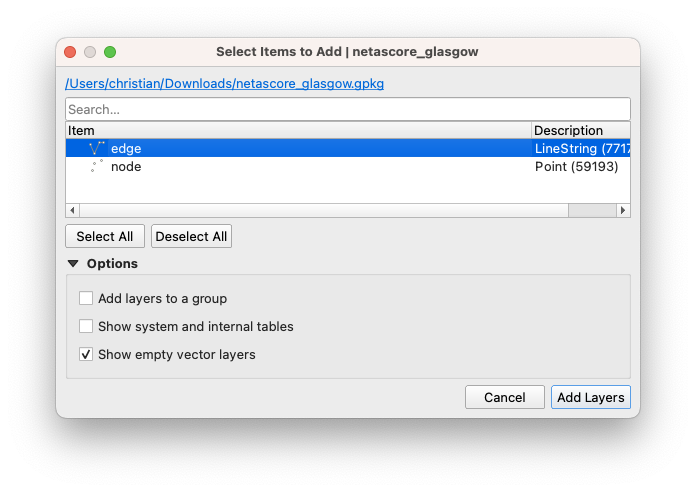 Select Items to Add | netascore_glasgow
/Users/christian/Downloads/netascore_glasgow.gpkg
Search...
Item Description
edge LineString (7717
node Point (59193)
Select All Deselect All
Options
Add layers to a group
Show system and internal tables
Show empty vector layers
Cancel Add Layers